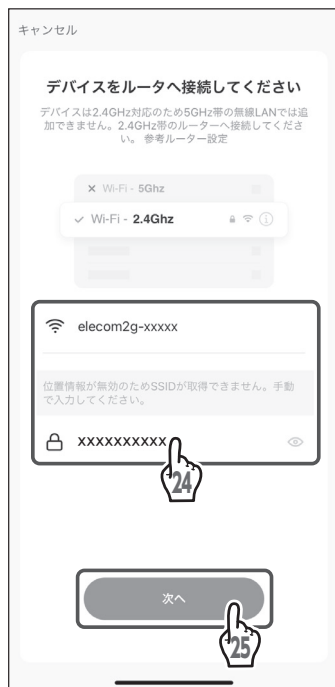 キャンセル
デバイスをルータへ接続してください
デバイスは2.4GHz対応のため5GHz帯の無線LANでは追
加できません。2.4GHz帯のルーターへ接続してくださ
い。 参考ルーター設定
× Wi-Fi - 5Ghz
✓ Wi-Fi - 2.4Ghz
elecom2g-xxxxx
位置情報が無効のためSSIDが取得できません。手動
で入力してください。
xxxxxxxxxx
24
次へ
25